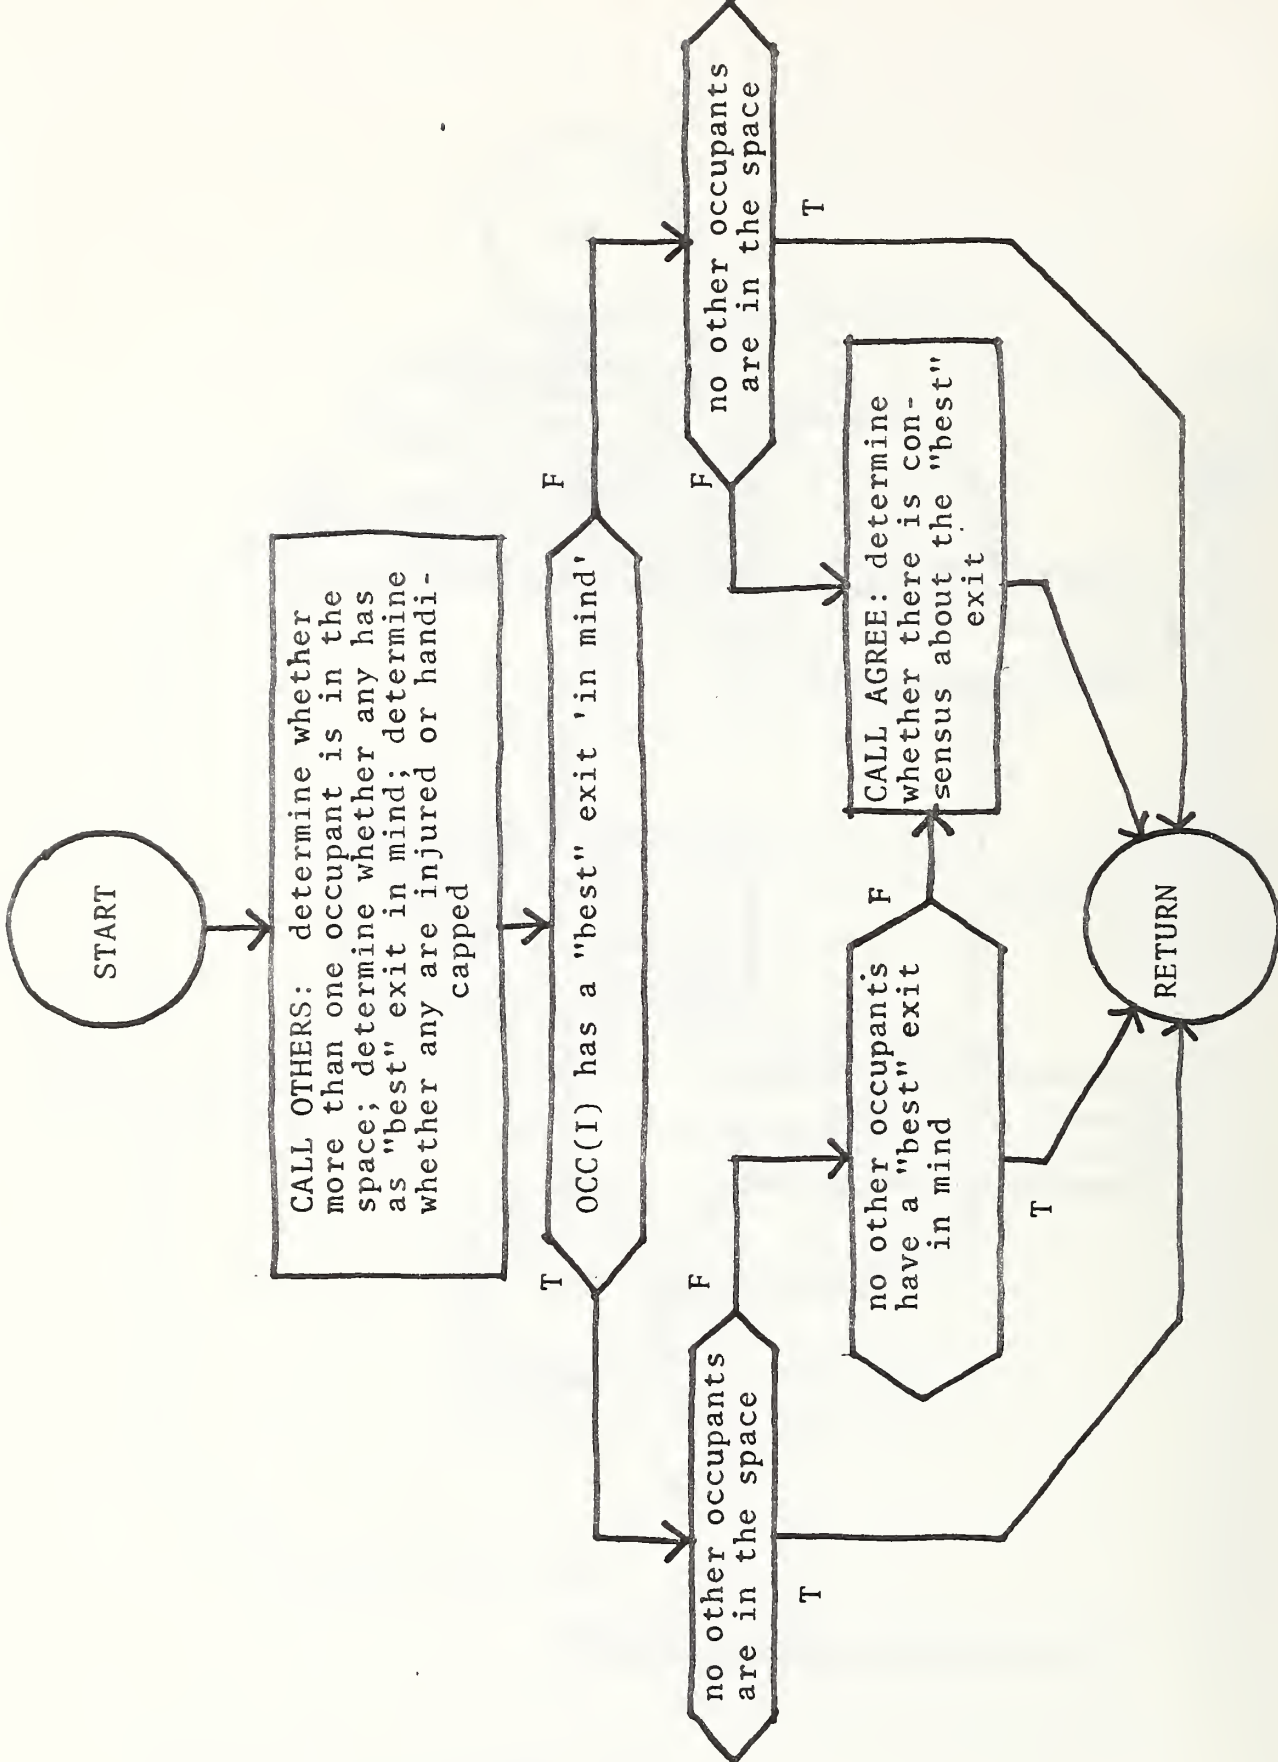 START
CALL OTHERS: determine whether
more than one occupant is in the
space; determine whether any has
as "best" exit in mind; determine
whether any are injured or handi-
capped
OCC(I) has a "best" exit 'in mind'
T
F
no other occupants
are in the space
F
T
no other occupants
are in the space
F
T
no other occupants
have a "best" exit
in mind
F
T
CALL AGREE: determine
whether there is con-
sensus about the "best"
exit
RETURN